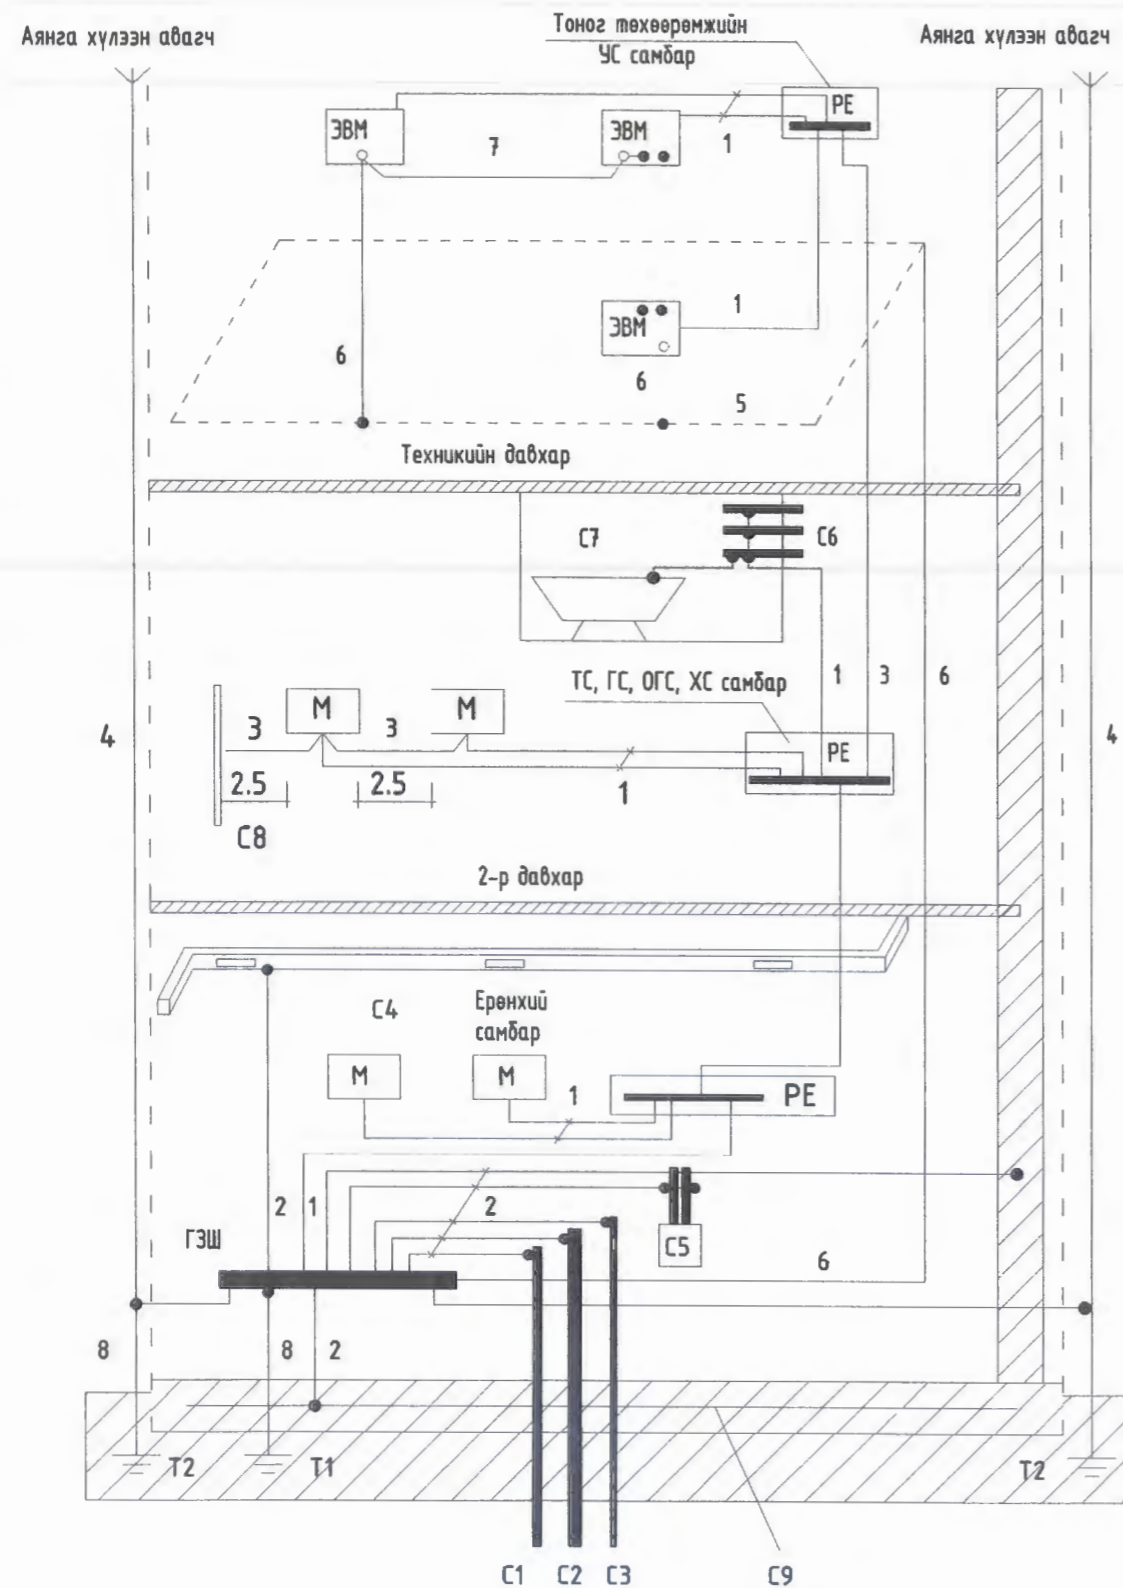 Тоног төхөөрөмжийн
УС самбар
Аянга хүлээн авагч
Аянга хүлээн авагч
PE
ЭВМ
7
ЭВМ
1
1
ЭВМ
6
6
5
Техникийн давхар
С7
С6
1
3
6
ТС, ГС, ОГС, ХС самбар
4
3
М
3
М
PE
4
2.5
2.5
1
С8
2-р давхар
С4
Ерөнхий
самбар
М
М
1
PE
2
1
2
ГЗШ
С5
6
8
8
2
Т2
Т1
Т2
С1
С2
С3
С9